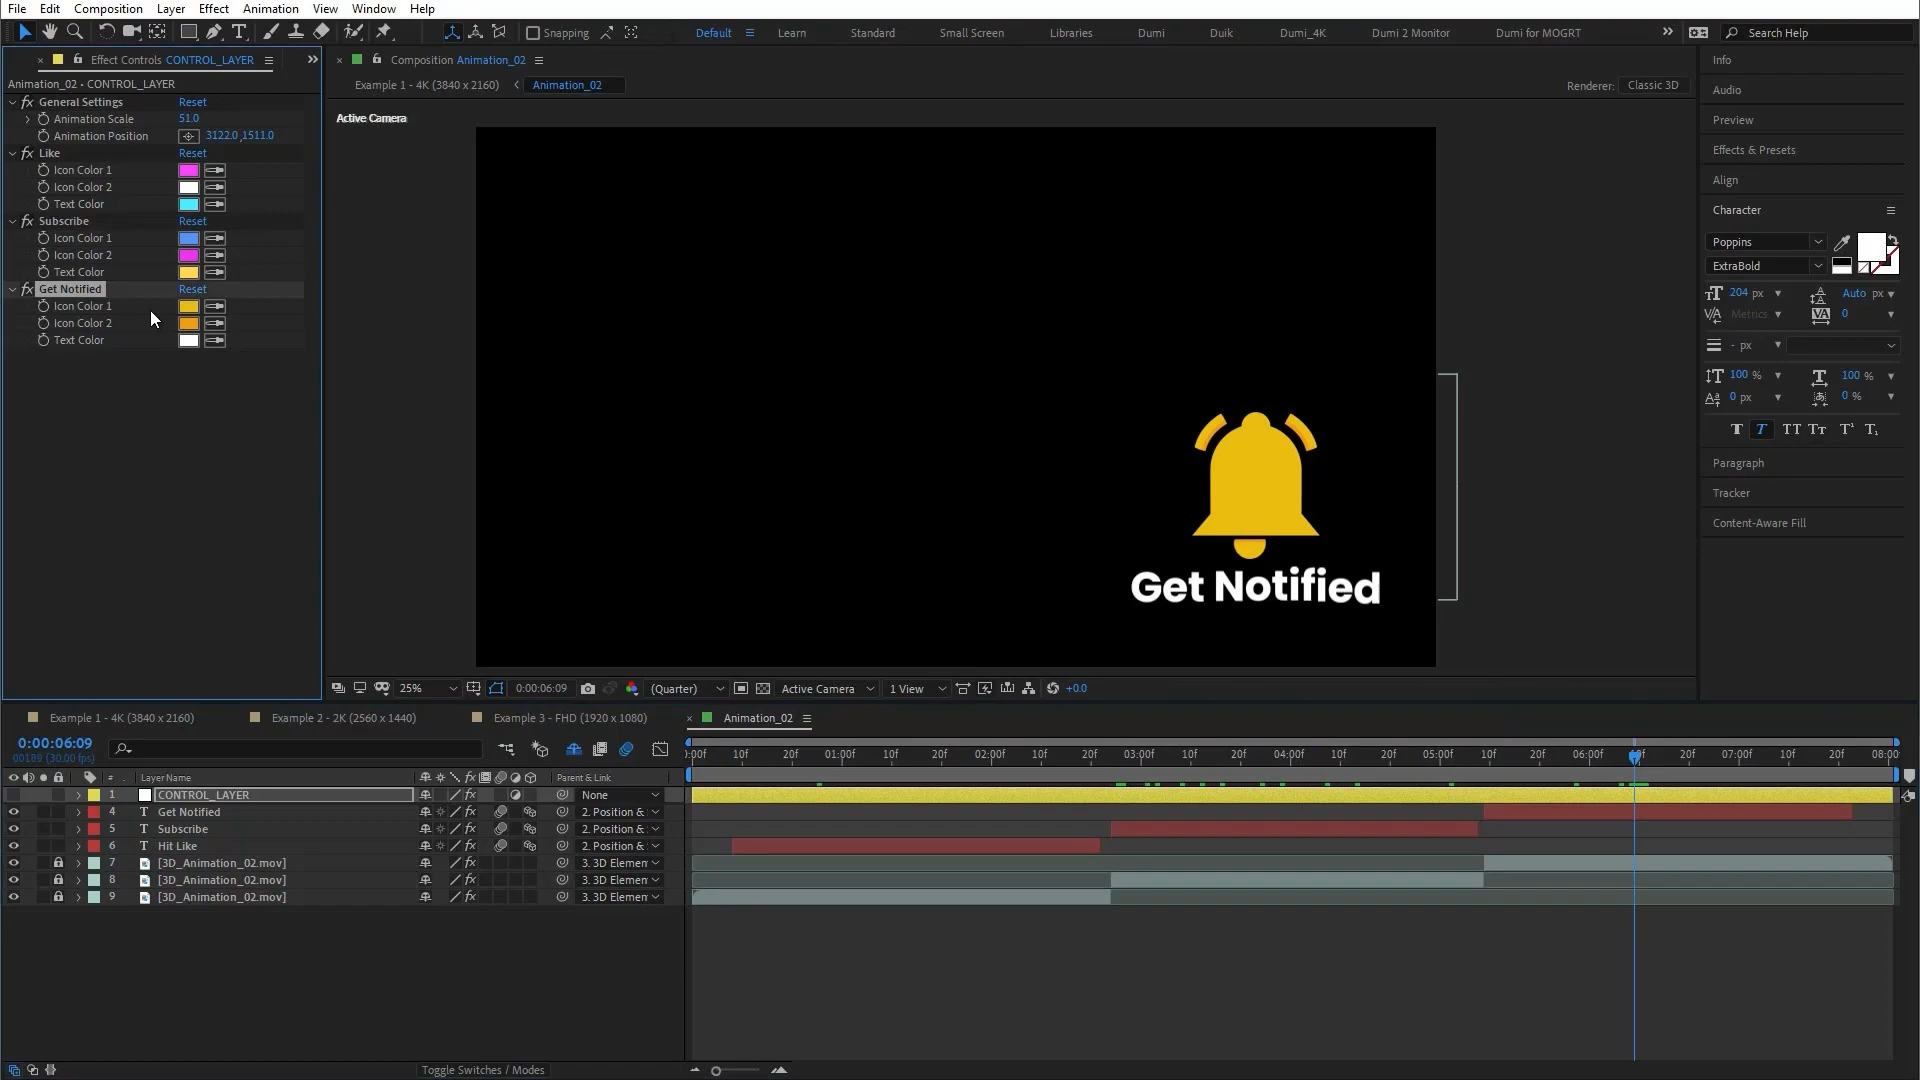 File Edit Composition Layer Effect Animation View Window Help
Snapping Default Learn Standard Small Screen Libraries Dumi Duik Dumi_4K Dumi 2 Monitor Dumi for MOGRT Search Help
Effect Controls CONTROL_LAYER
Animation_02 • CONTROL_LAYER
fx General Settings Reset
Animation Scale 51.0
Animation Position 3122.0,1511.0
fx Like Reset
Icon Color 1
Icon Color 2
Text Color
fx Subscribe Reset
Icon Color 1
Icon Color 2
Text Color
fx Get Notified Reset
Icon Color 1
Icon Color 2
Text Color
Composition Animation_02
Example 1 - 4K (3840 x 2160) Animation_02
Renderer: Classic 3D
Active Camera
Get Notified
25% 0:00:06:09 (Quarter) Active Camera 1 View +0.0
Info
Audio
Preview
Effects & Presets
Align
Character
Poppins
ExtraBold
204 px Auto px
Metrics 0
- px
100 % 100 %
0 px 0 %
T T TT Tt T¹ T₁
Paragraph
Tracker
Content-Aware Fill
Example 1 - 4K (3840 x 2160) Example 2 - 2K (2560 x 1440) Example 3 - FHD (1920 x 1080) Animation_02
0:00:06:09
00189 (30.00 fps)
:00f 10f 20f 01:00f 10f 20f 02:00f 10f 20f 03:00f 10f 20f 04:00f 10f 20f 05:00f 10f 20f 06:00f 20f 07:00f 10f 20f 08:00
# Layer Name Parent & Link
1 CONTROL_LAYER None
4 T Get Notified 2. Position &
5 T Subscribe 2. Position &
6 T Hit Like 2. Position &
7 [3D_Animation_02.mov] 3. 3D Elemen
8 [3D_Animation_02.mov] 3. 3D Elemen
9 [3D_Animation_02.mov] 3. 3D Elemen
Toggle Switches / Modes